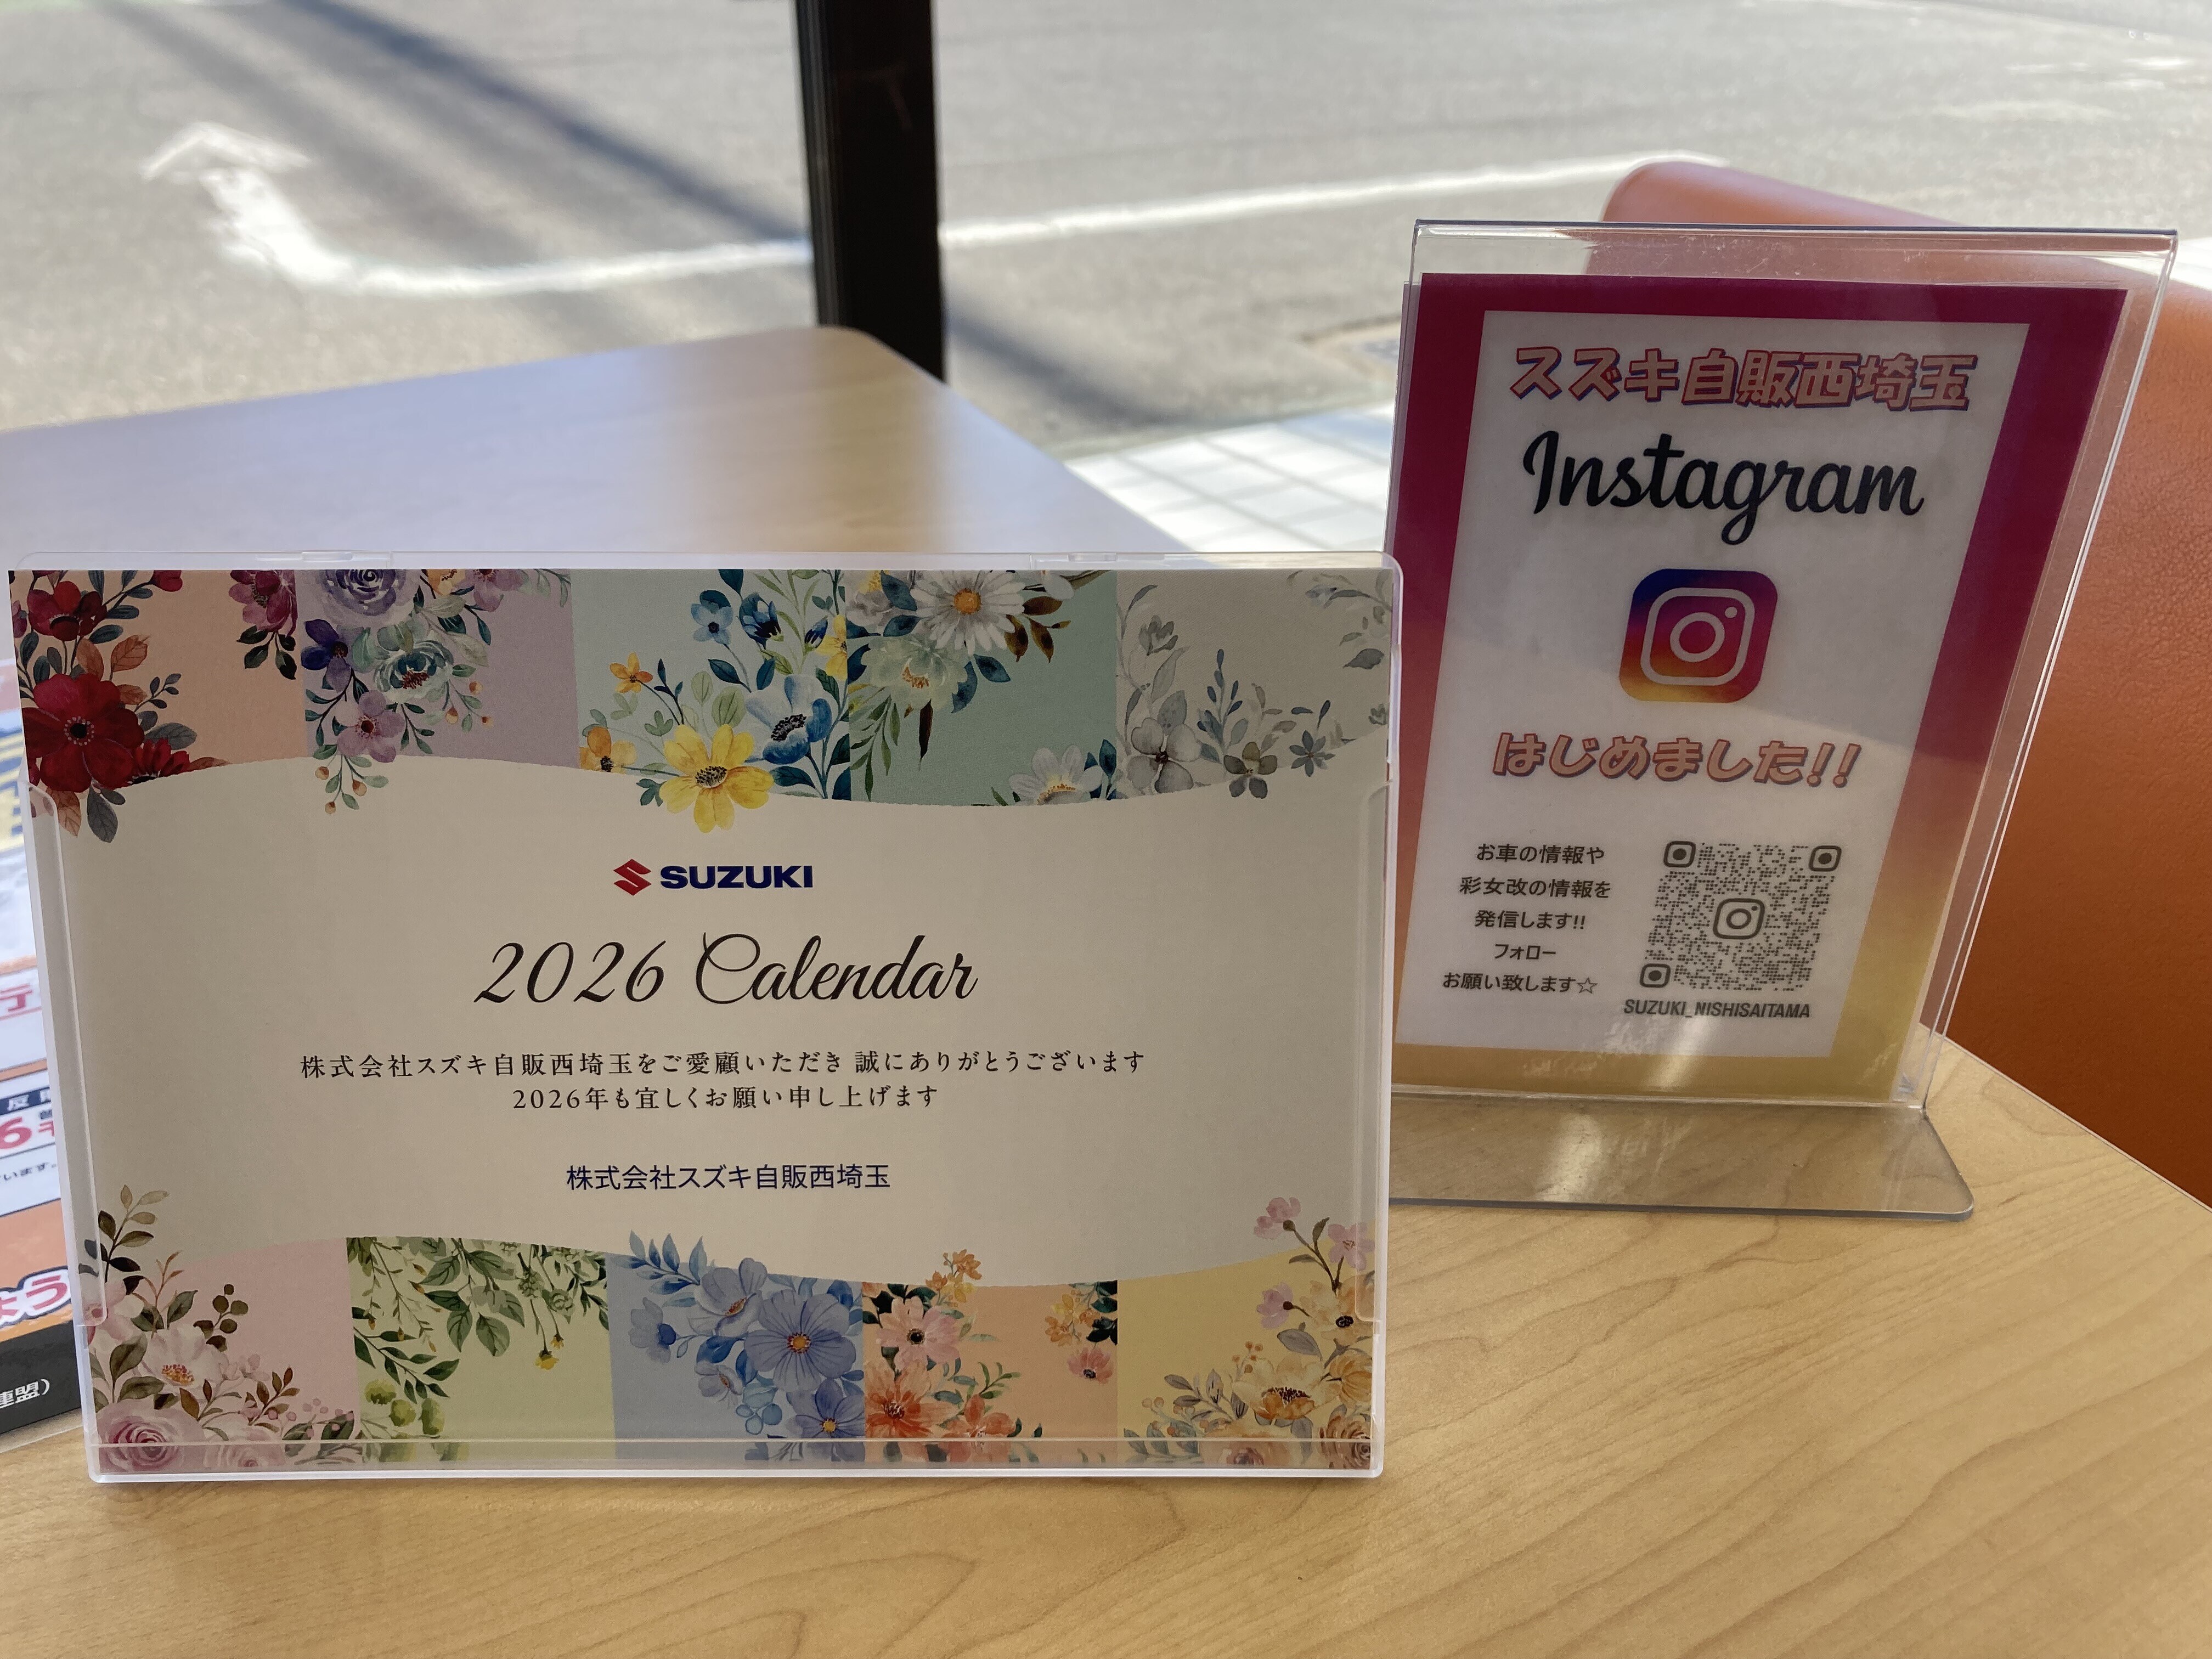 SUZUKI
2026 Calendar
株式会社スズキ自販西埼玉をご愛顧いただき 誠にありがとうございます
2026年も宜しくお願い申し上げます
株式会社スズキ自販西埼玉
スズキ自販西埼玉
Instagram
はじめました!!
お車の情報や
彩女改の情報を
発信します!!
フォロー
お願い致します☆
SUZUKI_NISHISAITAMA